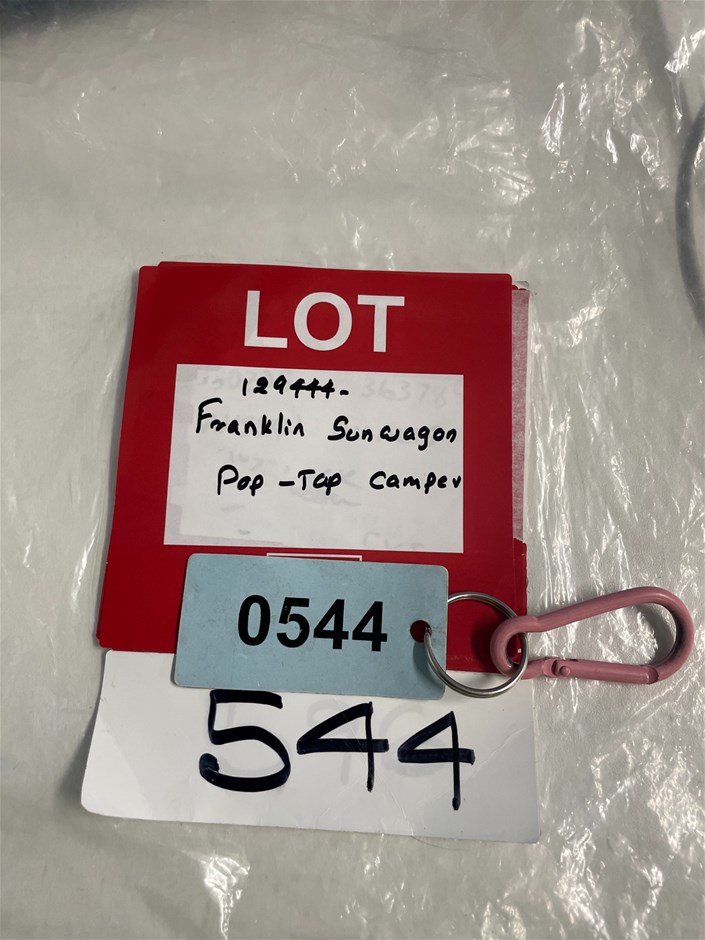 LOT
129444-
Franklin Sunwagon
Pop-Top Camper
0544
544